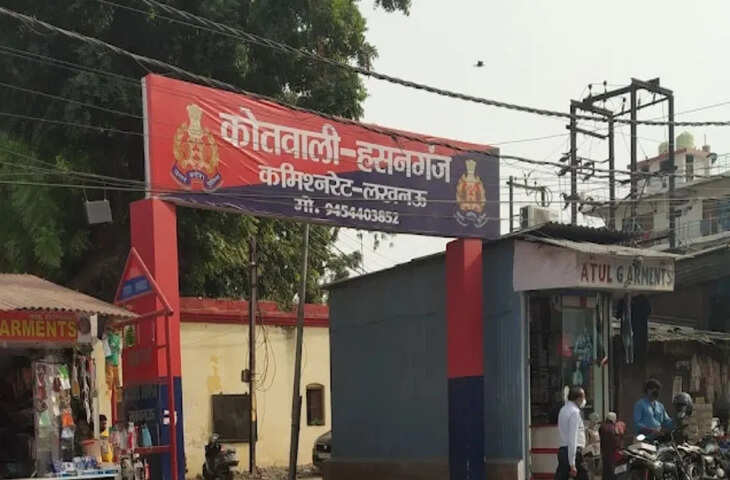 कोतवाली-हसनगंज
कमिश्नरेट-लखनऊ
मो. 9454403852
ATUL GARMENTS
ARMENTS